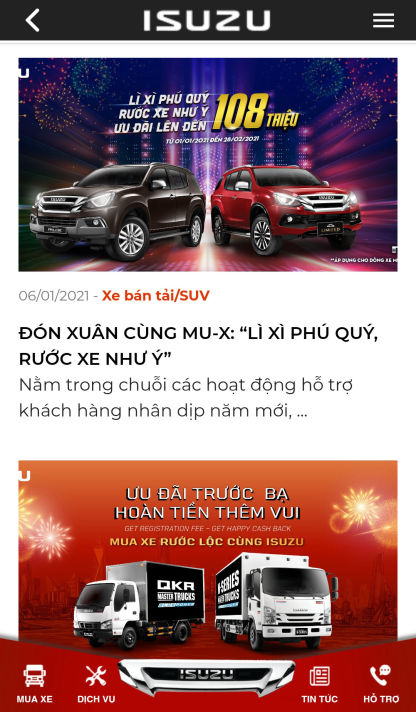 ISUZU
U
LÌ XÌ PHÚ QUÝ
RƯỚC XE NHƯ Ý
ƯU ĐÃI LÊN ĐẾN
108 TRIỆU
TỪ 01/01/2021 ĐẾN 28/02/2021
LIMITED
**ÁP DỤNG CHO DÒNG XE M
06/01/2021 - Xe bán tải/SUV
ĐÓN XUÂN CÙNG MU-X: “LÌ XÌ PHÚ QUÝ,
RƯỚC XE NHƯ Ý”
Nằm trong chuỗi các hoạt động hỗ trợ
khách hàng nhân dịp năm mới, ...
U
ƯU ĐÃI TRƯỚC BẠ
HOÀN TIỀN THÊM VUI
GET REGISTRATION FEE – GET HAPPY CASH BACK
MUA XE RƯỚC LỘC CÙNG ISUZU
QKR
MASTER TRUCKS
N-SERIES
MASTER TRUCKS
ISUZU
MUA XE
DỊCH VỤ
TIN TỨC
HỖ TRỢ